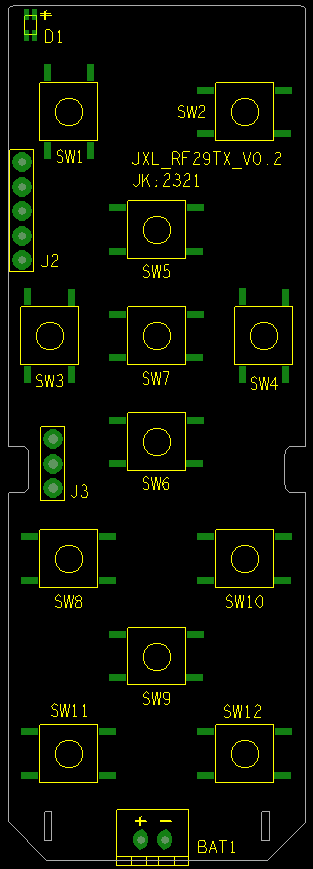 +
D1
SW2
SW1
JXL_RF29TX_V0.2
JK:2321
J2
SW5
SW3
SW7
SW4
SW6
J3
SW8
SW10
SW9
SW11
SW12
+ −
BAT1